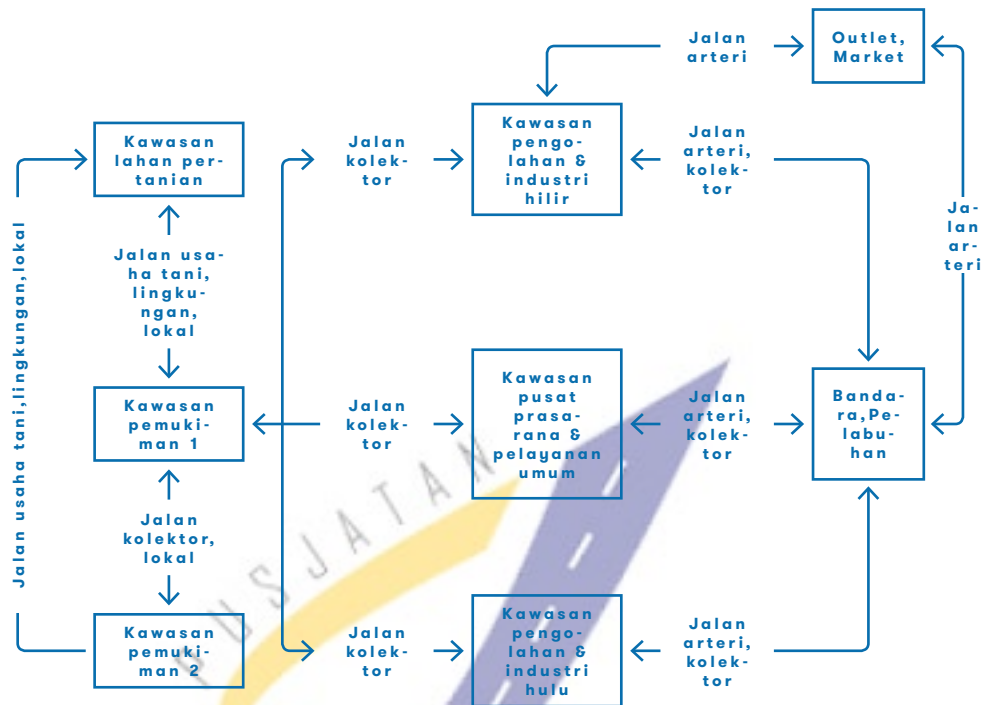 Jalan
arteri
Outlet,
Market
Kawasan
lahan per-
tanian
Jalan
kolek-
tor
Kawasan
pengo-
lahan &
industri
hilir
Jalan
arteri,
kolek-
tor
Ja-
lan
ar-
teri
Jalan usaha tani,lingkungan,lokal
Jalan usa-
ha tani,
lingku-
ngan,
lokal
Kawasan
pemuki-
man 1
Jalan
kolek-
tor
Kawasan
pusat
prasa-
rana &
pelayanan
umum
Jalan
arteri,
kolek-
tor
Banda-
ra,Pe-
labu-
han
Jalan
kolektor,
lokal
Kawasan
pemuki-
man 2
Jalan
kolek-
tor
Kawasan
pengo-
lahan &
industri
hulu
Jalan
arteri,
kolek-
tor
PUSJATAN